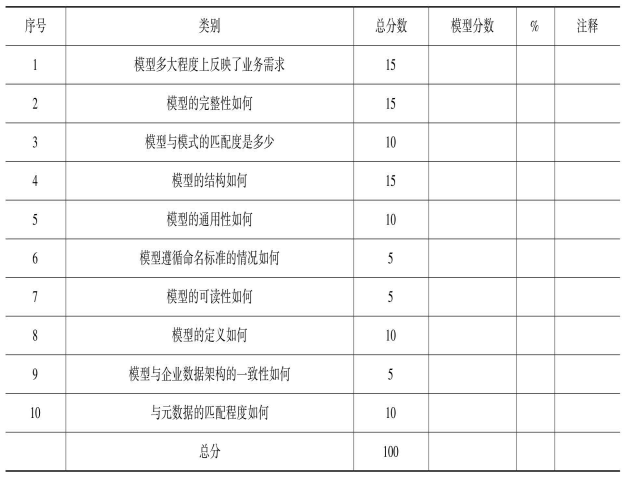 序号 类别 总分数 模型分数 % 注释
1 模型多大程度上反映了业务需求 15
2 模型的完整性如何 15
3 模型与模式的匹配度是多少 10
4 模型的结构如何 15
5 模型的通用性如何 10
6 模型遵循命名标准的情况如何 5
7 模型的可读性如何 5
8 模型的定义如何 10
9 模型与企业数据架构的一致性如何 5
10 与元数据的匹配程度如何 10
总分 100